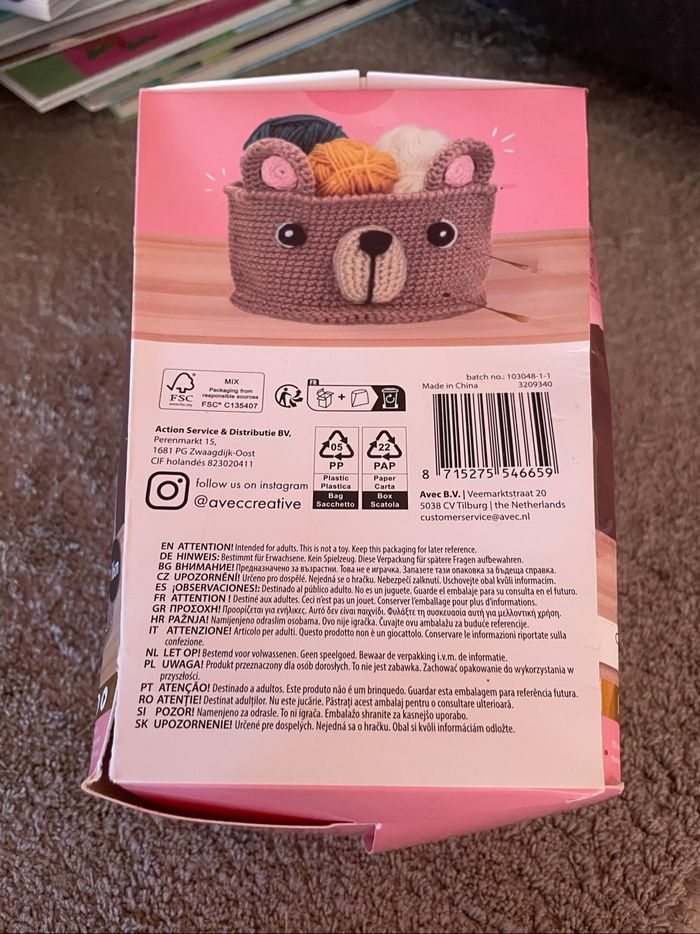 FSC
www.fsc.org
MIX
Packaging from
responsible sources
FSC® C135407
FR
+
batch no.: 103048-1-1
Made in China 3209340
Action Service & Distributie BV,
Perenmarkt 15,
1681 PG Zwaagdijk-Oost
CIF holandés 823020411
follow us on instagram
@aveccreative
05
PP
Plastic
Plastica
Bag
Sacchetto
22
PAP
Paper
Carta
Box
Scatola
8 715275 546659
Avec B.V. | Veemarktstraat 20
5038 CV Tilburg | the Netherlands
customerservice@avec.nl
EN ATTENTION! Intended for adults. This is not a toy. Keep this packaging for later reference.
DE HINWEIS: Bestimmt für Erwachsene. Kein Spielzeug. Diese Verpackung für spätere Fragen aufbewahren.
BG ВНИМАНИЕ! Предназначено за възрастни. Това не е играчка. Запазете тази опаковка за бъдеща справка.
CZ UPOZORNĚNÍ! Určeno pro dospělé. Nejedná se o hračku. Nebezpečí zalknutí. Uschovejte obal kvůli informacím.
ES ¡OBSERVACIONES!: Destinado al público adulto. No es un juguete. Guarde el embalaje para su consulta en el futuro.
FR ATTENTION ! Destiné aux adultes. Ceci n'est pas un jouet. Conserver l'emballage pour plus d'informations.
GR ΠΡΟΣΟΧΗ! Προορίζεται για ενήλικες. Αυτό δεν είναι παιχνίδι. Φυλάξτε τη συσκευασία αυτή για μελλοντική χρήση.
HR PAŽNJA! Namijenjeno odraslim osobama. Ovo nije igračka. Čuvajte ovu ambalažu za buduće referencije.
IT ATTENZIONE! Articolo per adulti. Questo prodotto non è un giocattolo. Conservare le informazioni riportate sulla
confezione.
NL LET OP! Bestemd voor volwassenen. Geen speelgoed. Bewaar de verpakking i.v.m. de informatie.
PL UWAGA! Produkt przeznaczony dla osób dorosłych. To nie jest zabawka. Zachować opakowanie do wykorzystania w
przyszłości.
PT ATENÇÃO! Destinado a adultos. Este produto não é um brinquedo. Guardar esta embalagem para referência futura.
RO ATENȚIE! Destinat adulților. Nu este jucărie. Păstrați acest ambalaj pentru o consultare ulterioară.
SI POZOR! Namenjeno za odrasle. To ni igrača. Embalažo shranite za kasnejšo uporabo.
SK UPOZORNENIE! Určené pre dospelých. Nejedná sa o hračku. Obal si kvôli informáciám odložte.